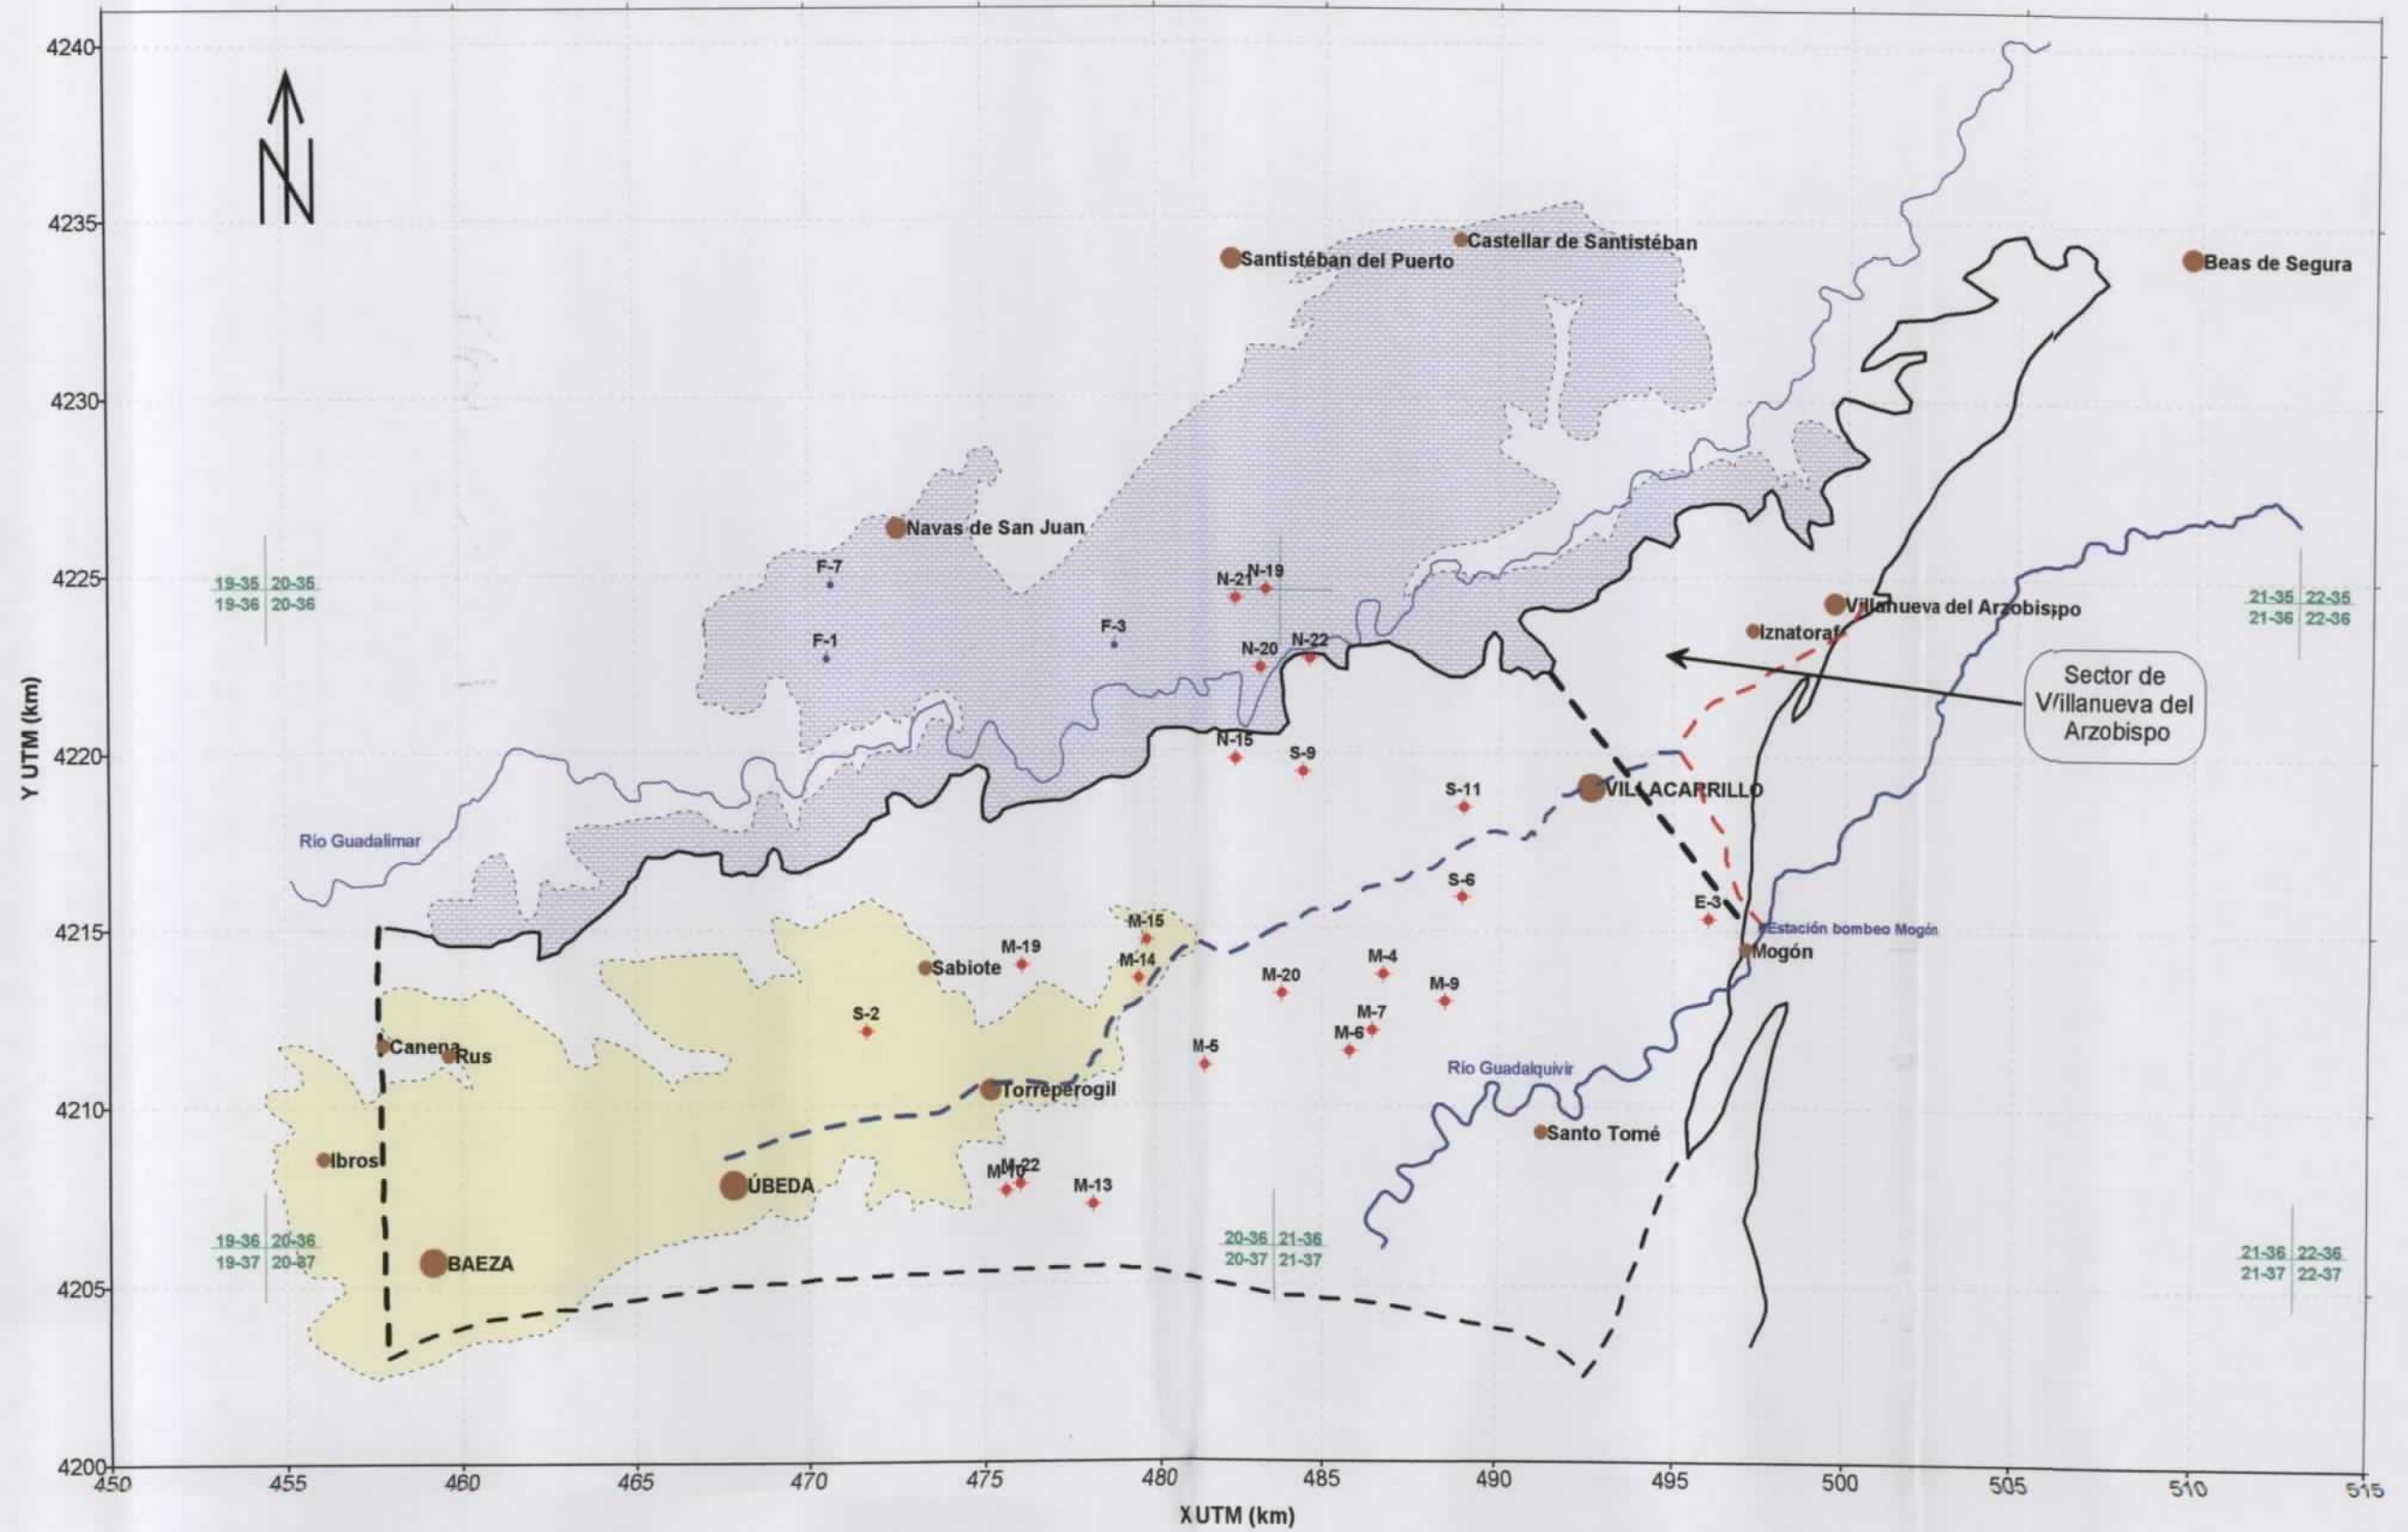 4240
4235
4230
4225
4220
4215
4210
4205
4200
Y UTM (km)
450
455
460
465
470
475
480
485
490
495
500
505
510
515
X UTM (km)
N
Castellar de Santistéban
Santistéban del Puerto
Beas de Segura
Navas de San Juan
F-7
F-1
F-3
N-21
N-19
N-20
N-22
19-35 20-35
19-36 20-36
21-35 22-35
21-36 22-36
Villanueva del Arzobispo
Iznatoraf
Sector de
Villanueva del
Arzobispo
N-15
S-9
S-11
VILLACARRILLO
Río Guadalimar
S-6
E-3
Estación bombeo Mogón
Mogón
M-15
M-19
M-14
Sabiote
M-20
M-4
M-9
S-2
M-7
M-6
M-5
Canena
Rus
Río Guadalquivir
Torreperogil
Santo Tomé
Ibros
M-22
M-13
ÚBEDA
19-36 20-36
19-37 20-37
20-36 21-36
20-37 21-37
21-36 22-36
21-37 22-37
BAEZA